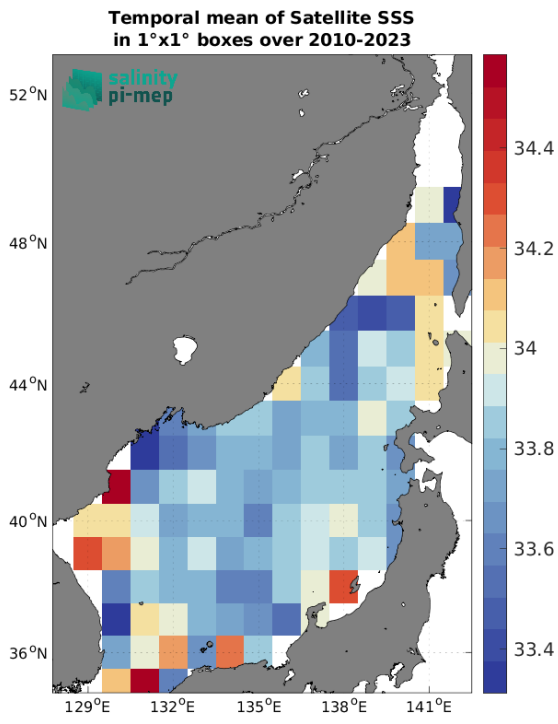 Temporal mean of Satellite SSS
in 1°x1° boxes over 2010-2023
salinity
pi-mep
52°N
48°N
44°N
40°N
36°N
129°E
132°E
135°E
138°E
141°E
34.4
34.2
34
33.8
33.6
33.4